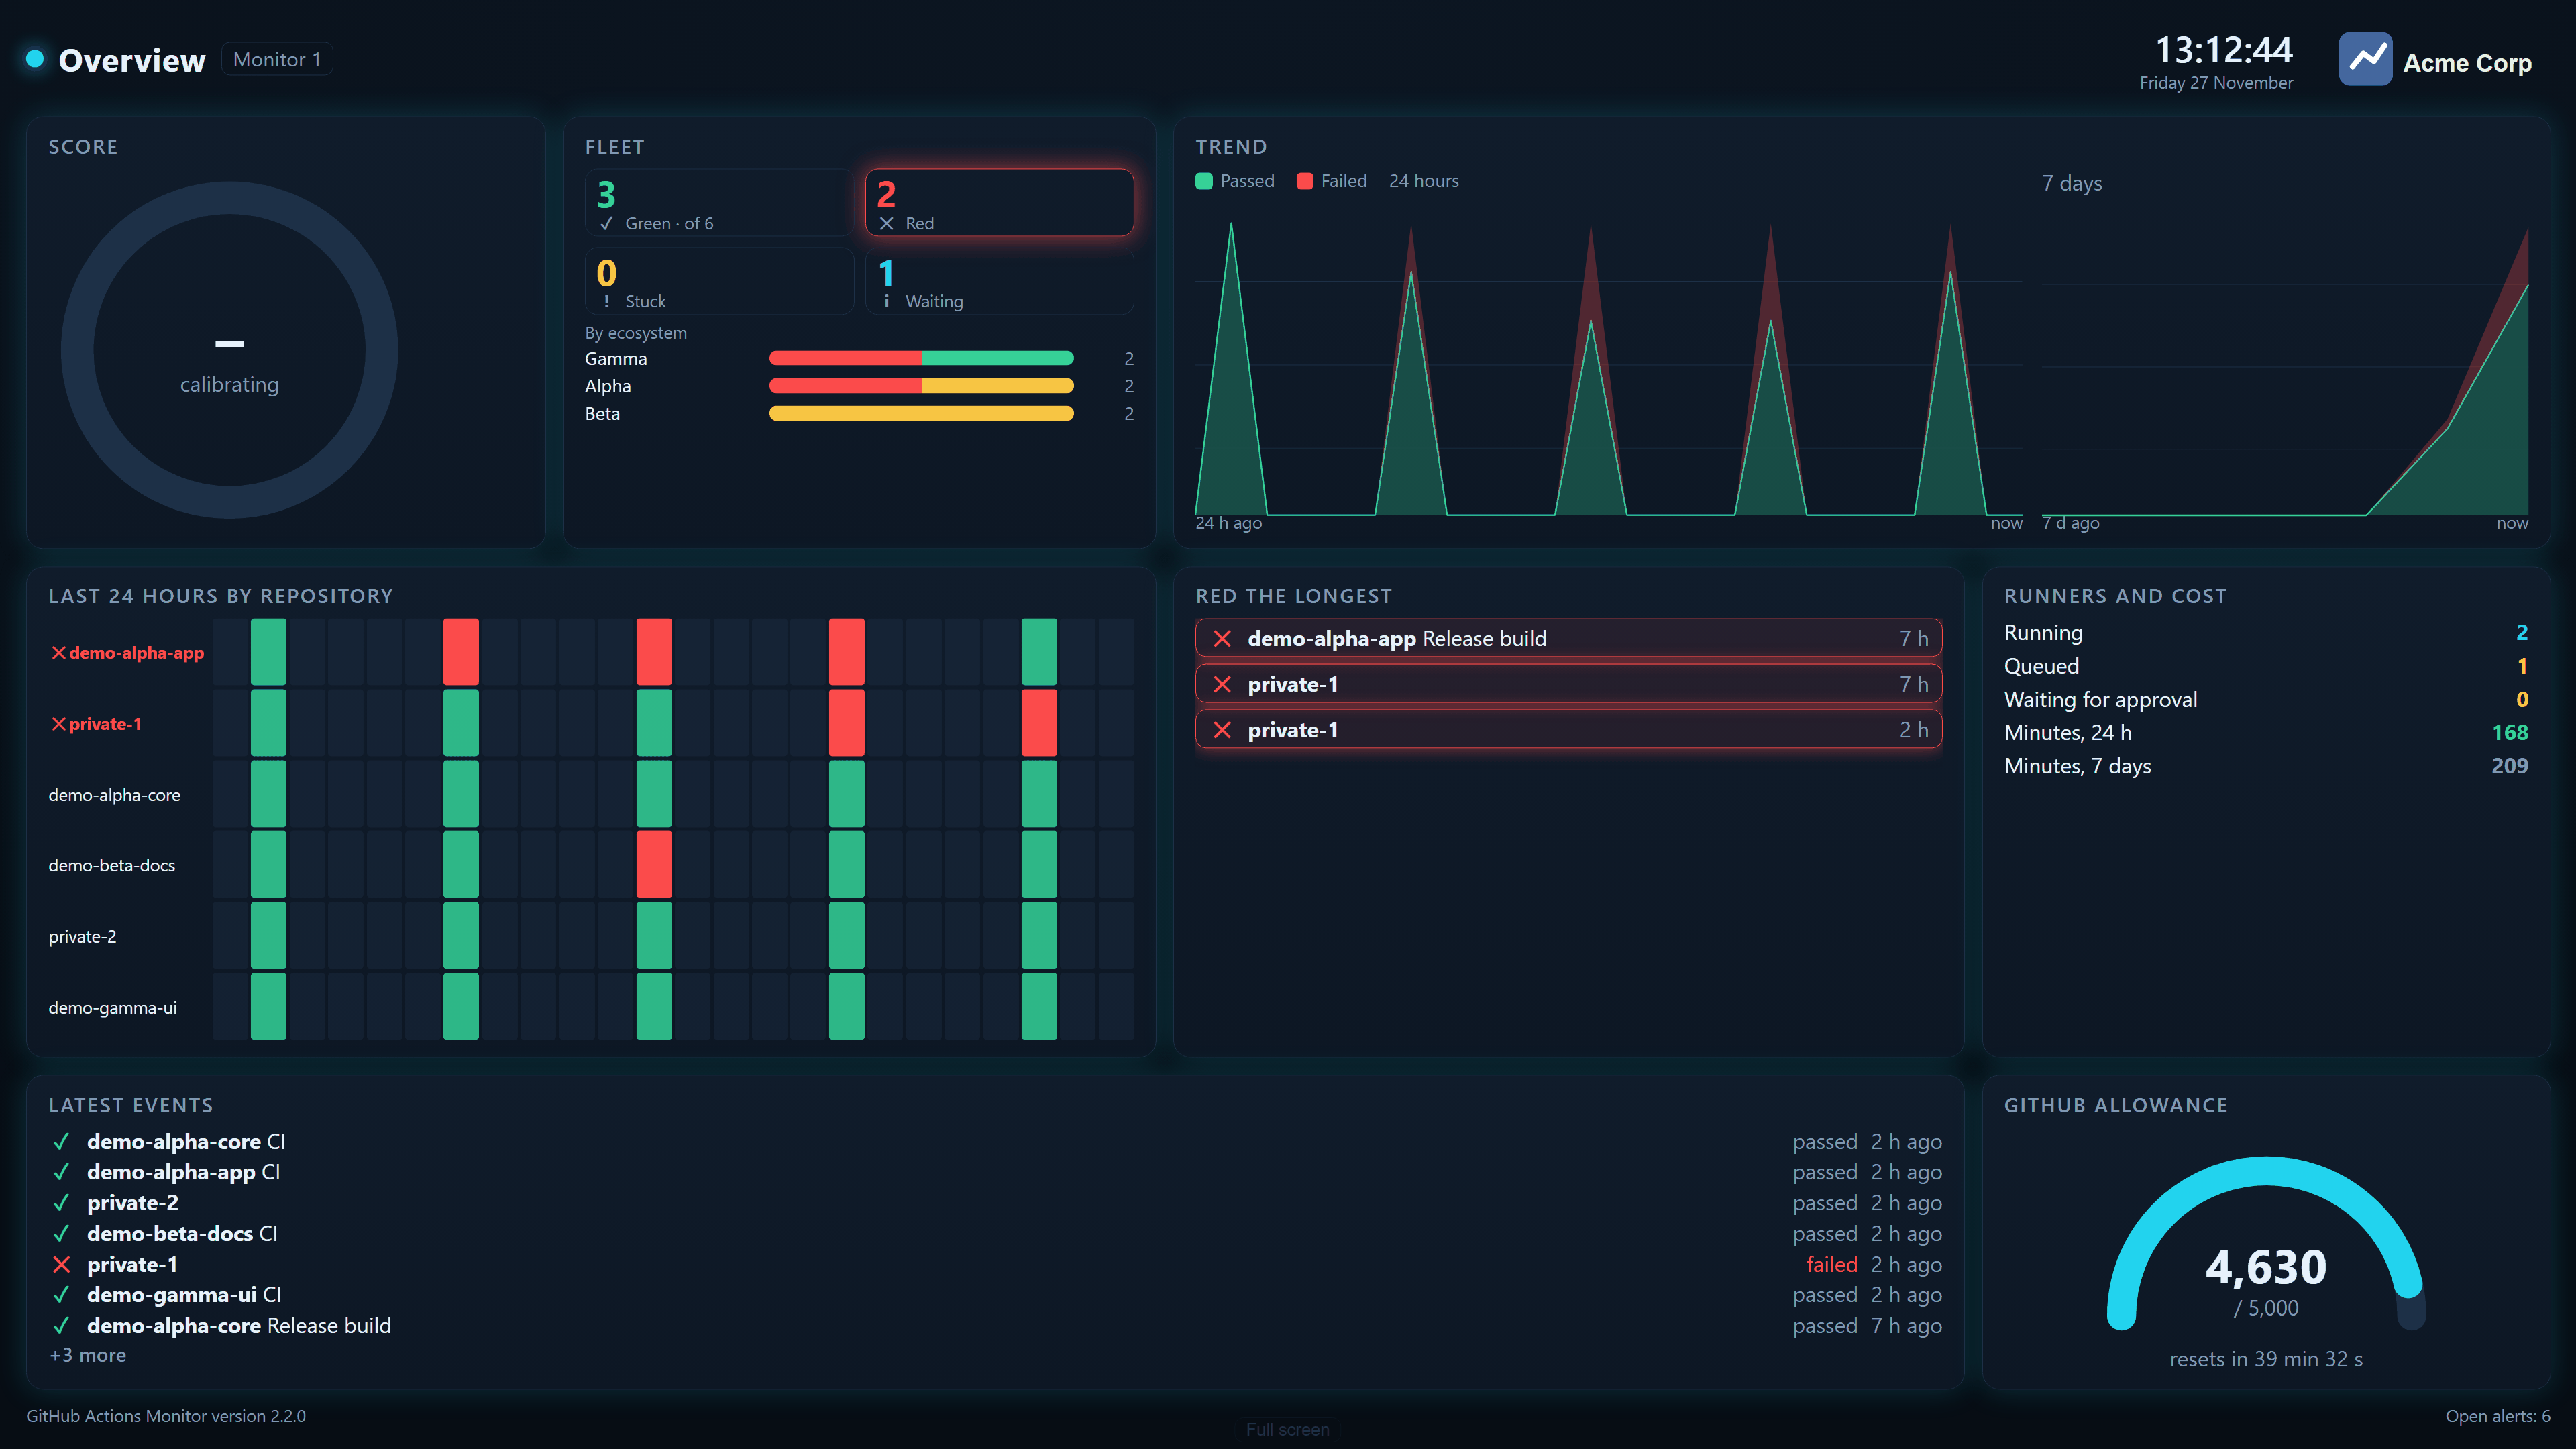 Overview
Monitor 1
13:12:44
Friday 27 November
Acme Corp
SCORE
–
calibrating
FLEET
3
✓ Green · of 6
2
✕ Red
0
! Stuck
1
i Waiting
By ecosystem
Gamma 2
Alpha 2
Beta 2
TREND
Passed Failed 24 hours
7 days
24 h ago now
7 d ago now
LAST 24 HOURS BY REPOSITORY
✕ demo-alpha-app
✕ private-1
demo-alpha-core
demo-beta-docs
private-2
demo-gamma-ui
RED THE LONGEST
✕ demo-alpha-app Release build 7 h
✕ private-1 7 h
✕ private-1 2 h
RUNNERS AND COST
Running 2
Queued 1
Waiting for approval 0
Minutes, 24 h 168
Minutes, 7 days 209
LATEST EVENTS
✓ demo-alpha-core CI passed 2 h ago
✓ demo-alpha-app CI passed 2 h ago
✓ private-2 passed 2 h ago
✓ demo-beta-docs CI passed 2 h ago
✕ private-1 failed 2 h ago
✓ demo-gamma-ui CI passed 2 h ago
✓ demo-alpha-core Release build passed 7 h ago
+3 more
GITHUB ALLOWANCE
4,630
/ 5,000
resets in 39 min 32 s
GitHub Actions Monitor version 2.2.0
Full screen
Open alerts: 6